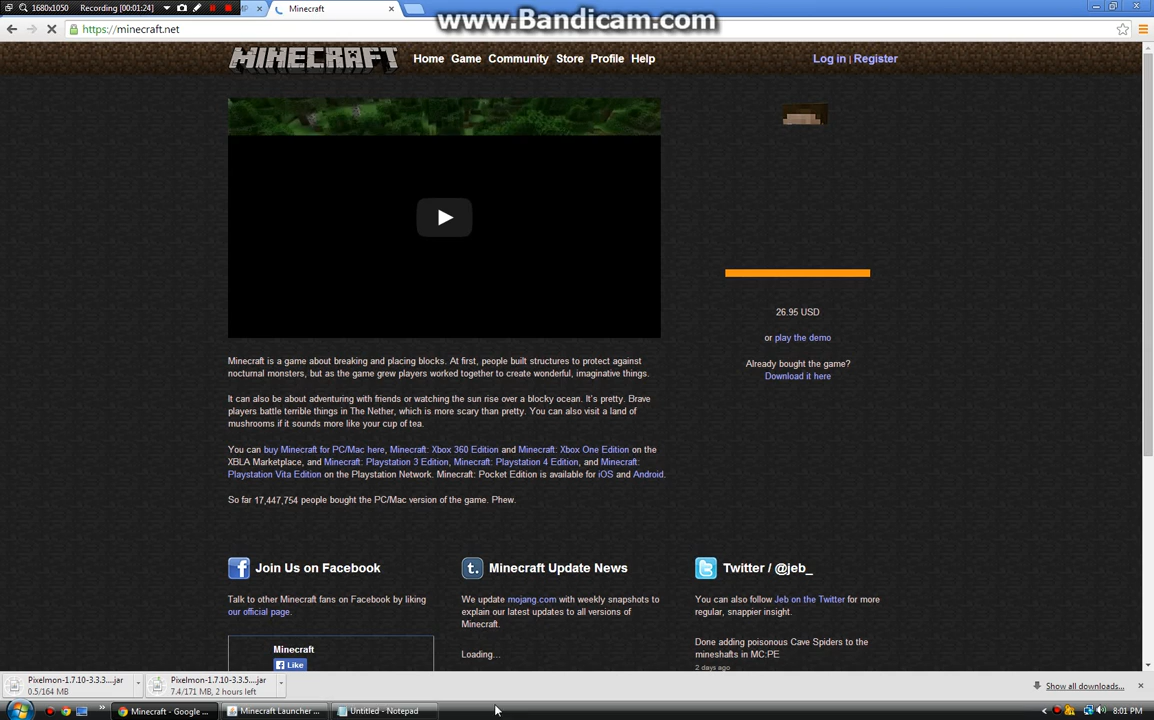 1680x1050 Recording [00:01:24]
www.Bandicam.com
Minecraft
https://minecraft.net
MINECRAFT Home Game Community Store Profile Help Log in | Register
26.95 USD
or play the demo
Already bought the game?
Download it here
Minecraft is a game about breaking and placing blocks. At first, people built structures to protect against
nocturnal monsters, but as the game grew players worked together to create wonderful, imaginative things.
It can also be about adventuring with friends or watching the sun rise over a blocky ocean. It's pretty. Brave
players battle terrible things in The Nether, which is more scary than pretty. You can also visit a land of
mushrooms if it sounds more like your cup of tea.
You can buy Minecraft for PC/Mac here, Minecraft: Xbox 360 Edition and Minecraft: Xbox One Edition on the
XBLA Marketplace, and Minecraft: Playstation 3 Edition, Minecraft: Playstation 4 Edition, and Minecraft:
Playstation Vita Edition on the Playstation Network. Minecraft: Pocket Edition is available for iOS and Android.
So far 17,447,754 people bought the PC/Mac version of the game. Phew.
Join Us on Facebook
Talk to other Minecraft fans on Facebook by liking
our official page.
Minecraft
Like
Minecraft Update News
We update mojang.com with weekly snapshots to
explain our latest updates to all versions of
Minecraft.
Loading...
Twitter / @jeb_
You can also follow Jeb on the Twitter for more
regular, snappier insight.
Done adding poisonous Cave Spiders to the
mineshafts in MC:PE
2 days ago
Pixelmon-1.7.10-3.3.3....jar
0.5/164 MB
Pixelmon-1.7.10-3.3.5....jar
7.4/171 MB, 2 hours left
Show all downloads...
Minecraft - Google ... Minecraft Launcher ... Untitled - Notepad 8:01 PM